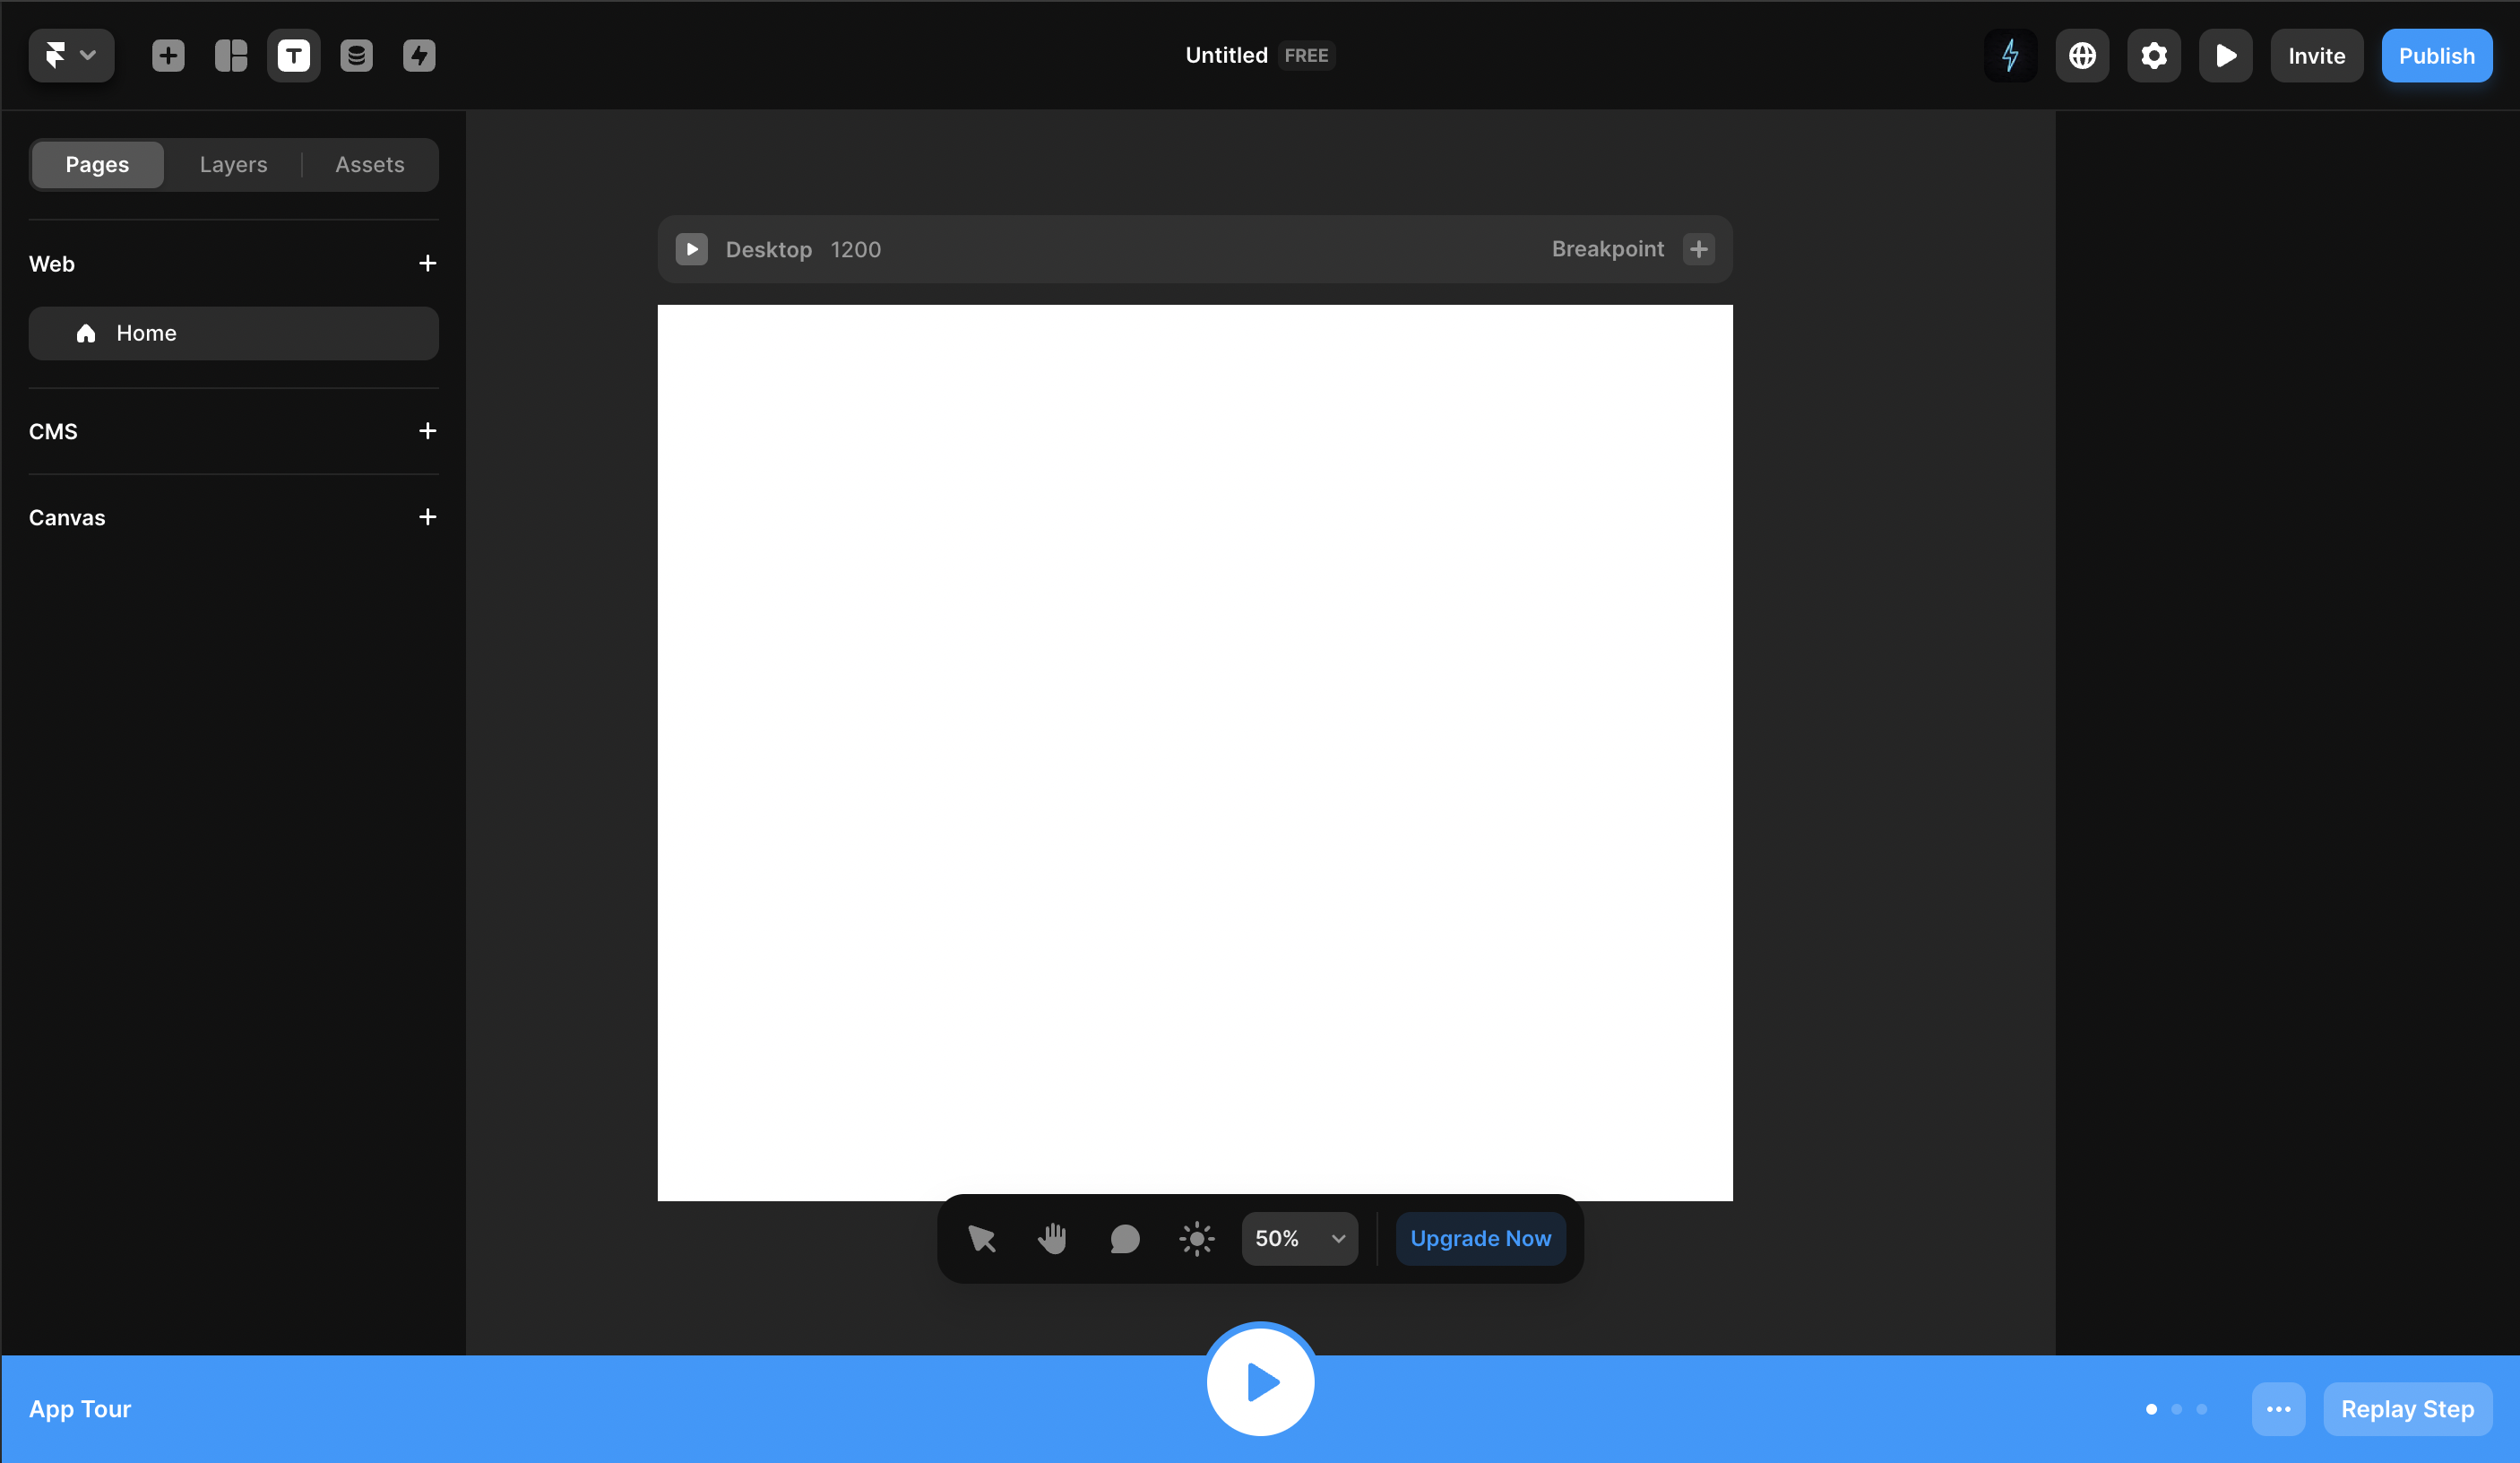 Untitled FREE
Invite
Publish
Pages
Layers
Assets
Web
Home
CMS
Canvas
Desktop 1200
Breakpoint
50%
Upgrade Now
App Tour
Replay Step